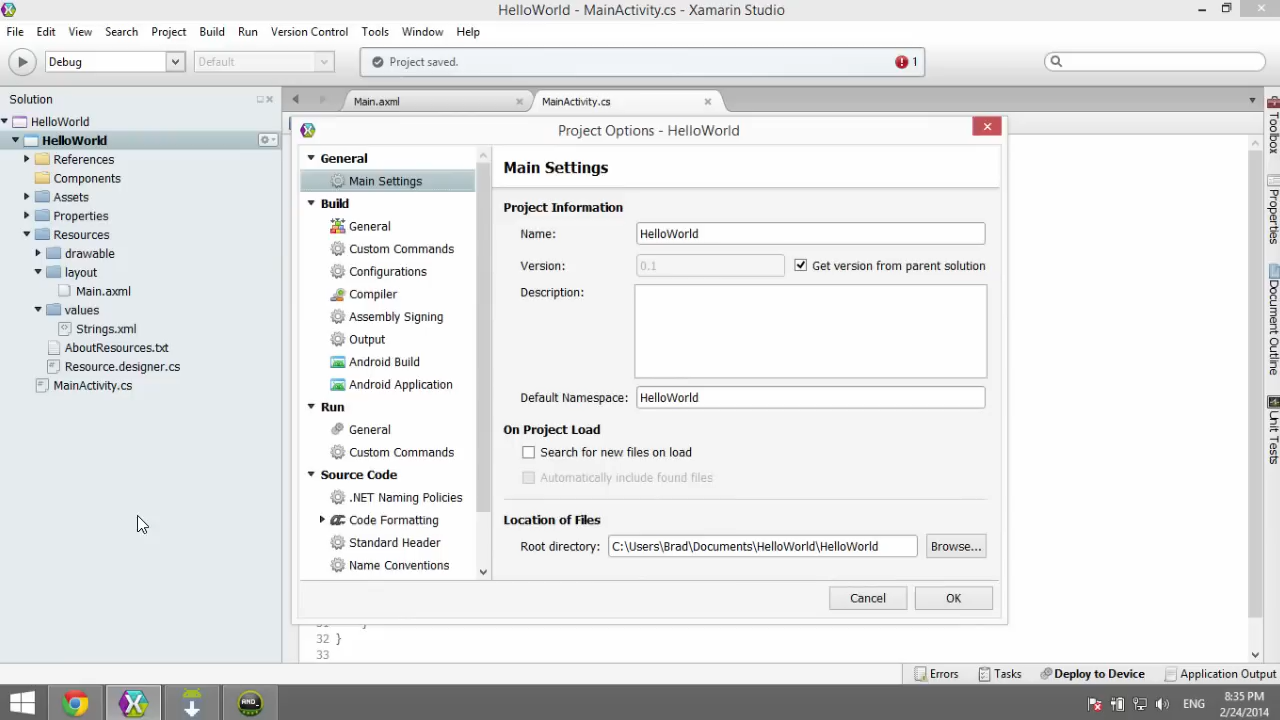 HelloWorld - MainActivity.cs - Xamarin Studio
File Edit View Search Project Build Run Version Control Tools Window Help
Debug Default Project saved. 1
Solution
Main.axml MainActivity.cs
HelloWorld
HelloWorld
References
Components
Assets
Properties
Resources
drawable
layout
Main.axml
values
Strings.xml
AboutResources.txt
Resource.designer.cs
MainActivity.cs
Project Options - HelloWorld
General
Main Settings
Build
General
Custom Commands
Configurations
Compiler
Assembly Signing
Output
Android Build
Android Application
Run
General
Custom Commands
Source Code
.NET Naming Policies
Code Formatting
Standard Header
Name Conventions
Main Settings
Project Information
Name: HelloWorld
Version: 0.1 Get version from parent solution
Description:
Default Namespace: HelloWorld
On Project Load
Search for new files on load
Automatically include found files
Location of Files
Root directory: C:\Users\Brad\Documents\HelloWorld\HelloWorld Browse...
Cancel OK
32 }
33
Toolbox
Properties
Document Outline
Unit Tests
Errors Tasks Deploy to Device Application Output
ENG
8:35 PM
2/24/2014